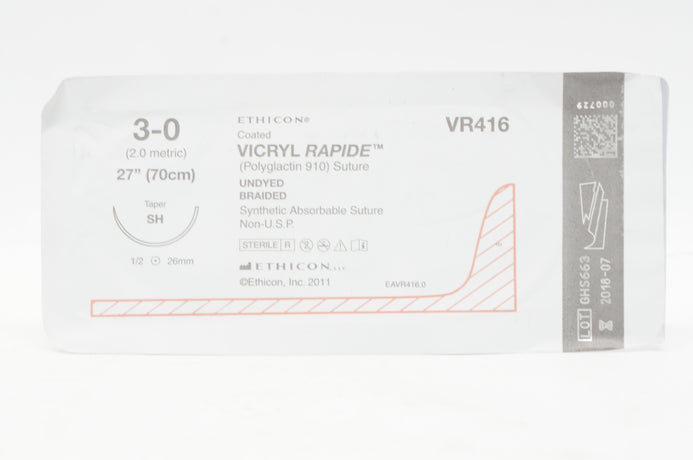 3-0
(2.0 metric)
27" (70cm)
Taper
SH
1/2 26mm
ETHICON®
Coated
VICRYL RAPIDE™
(Polyglactin 910) Suture
UNDYED
BRAIDED
Synthetic Absorbable Suture
Non-U.S.P.
STERILE R
ETHICON, LLC
©Ethicon, Inc. 2011
EAVR416.0
VR416
000729
LOT GHS663
2018-07